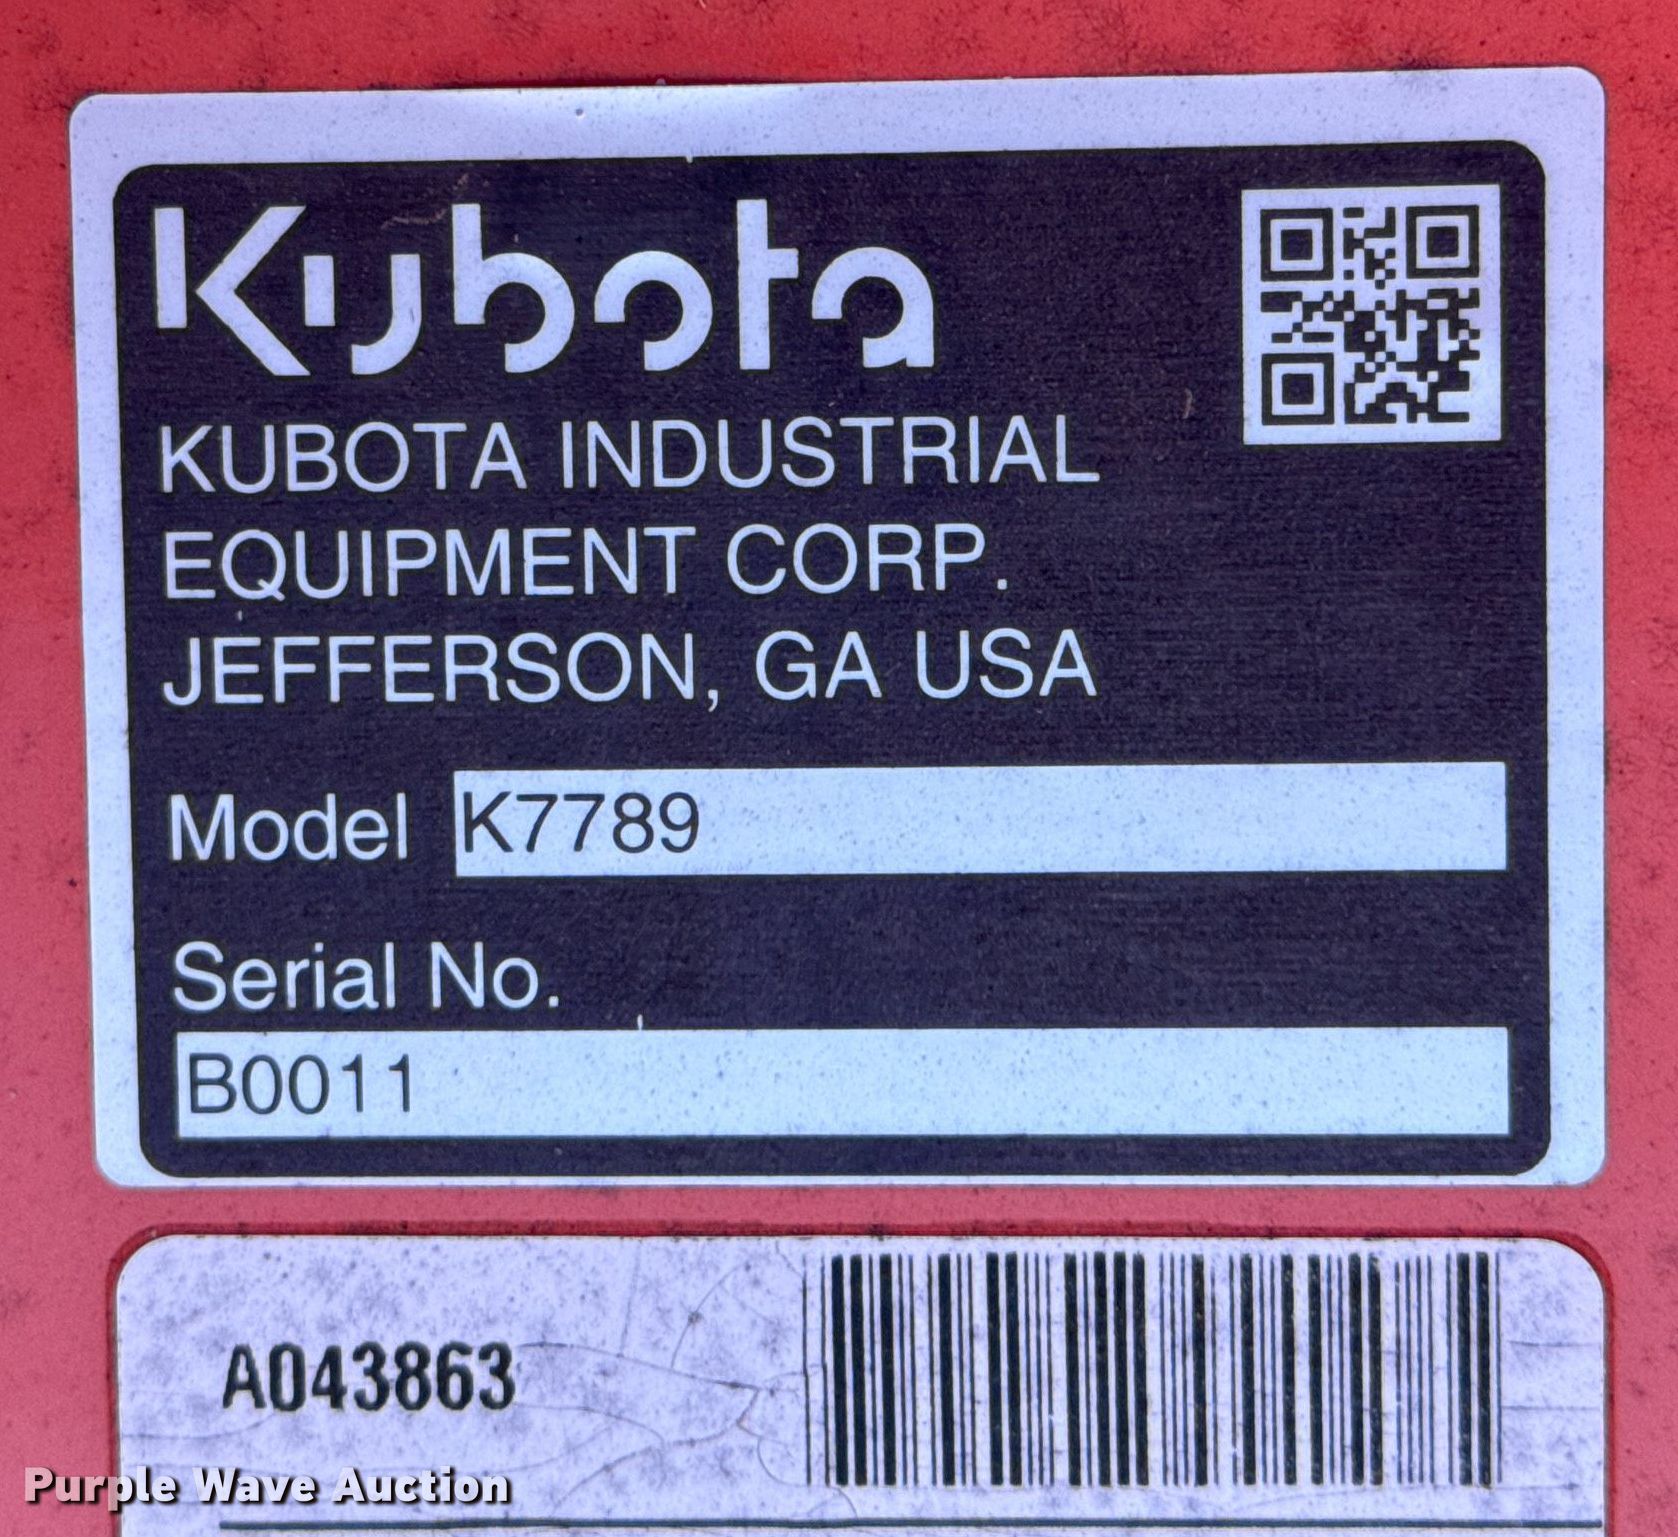 Kubota
KUBOTA INDUSTRIAL
EQUIPMENT CORP.
JEFFERSON, GA USA
Model K7789
Serial No.
B0011
A043863
Purple Wave Auction